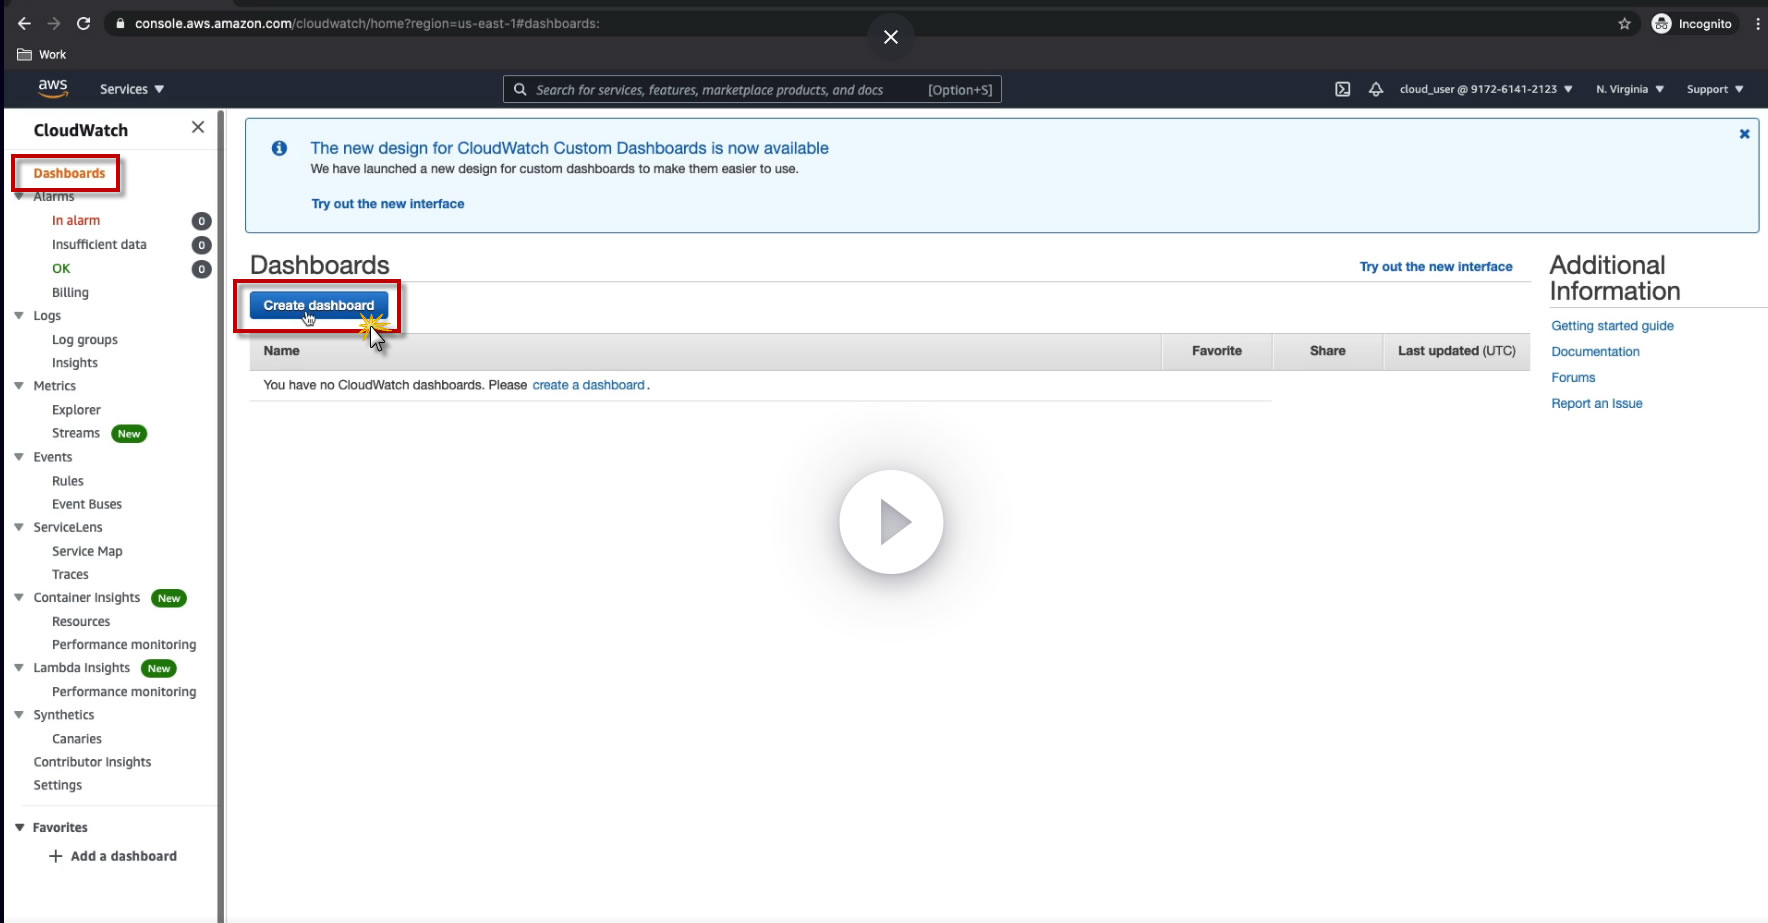 console.aws.amazon.com/cloudwatch/home?region=us-east-1#dashboards:
Incognito
Work
aws
Services
Search for services, features, marketplace products, and docs
[Option+S]
cloud_user @ 9172-6141-2123
N. Virginia
Support
CloudWatch
Dashboards
Alarms
In alarm 0
Insufficient data 0
OK 0
Billing
Logs
Log groups
Insights
Metrics
Explorer
Streams New
Events
Rules
Event Buses
ServiceLens
Service Map
Traces
Container Insights New
Resources
Performance monitoring
Lambda Insights New
Performance monitoring
Synthetics
Canaries
Contributor Insights
Settings
Favorites
Add a dashboard
The new design for CloudWatch Custom Dashboards is now available
We have launched a new design for custom dashboards to make them easier to use.
Try out the new interface
Dashboards
Try out the new interface
Create dashboard
Name Favorite Share Last updated (UTC)
You have no CloudWatch dashboards. Please create a dashboard.
Additional
Information
Getting started guide
Documentation
Forums
Report an Issue